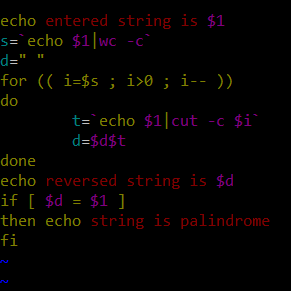 echo entered string is $1
s=`echo $1|wc -c`
d=" "
for (( i=$s ; i>0 ; i-- ))
do
        t=`echo $1|cut -c $i`
        d=$d$t
done
echo reversed string is $d
if [ $d = $1 ]
then echo string is palindrome
fi
~
~